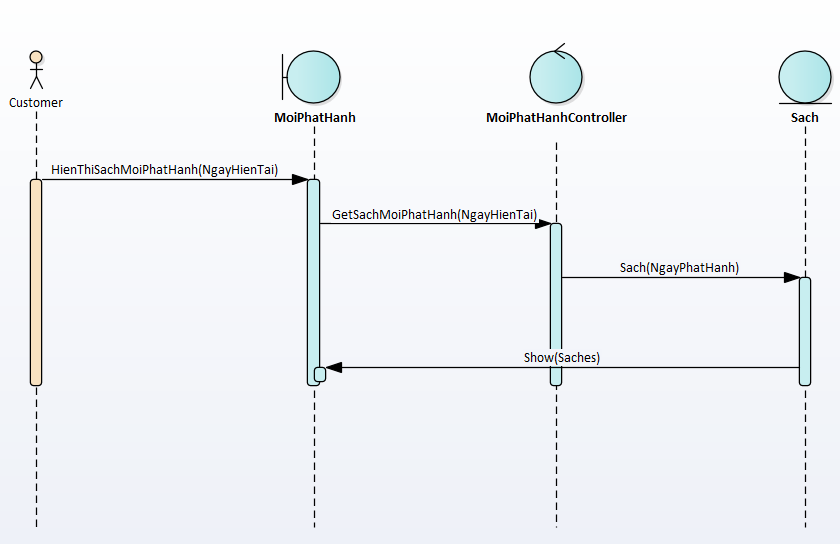 Customer
MoiPhatHanh
MoiPhatHanhController
Sach
HienThiSachMoiPhatHanh(NgayHienTai)
GetSachMoiPhatHanh(NgayHienTai)
Sach(NgayPhatHanh)
Show(Saches)